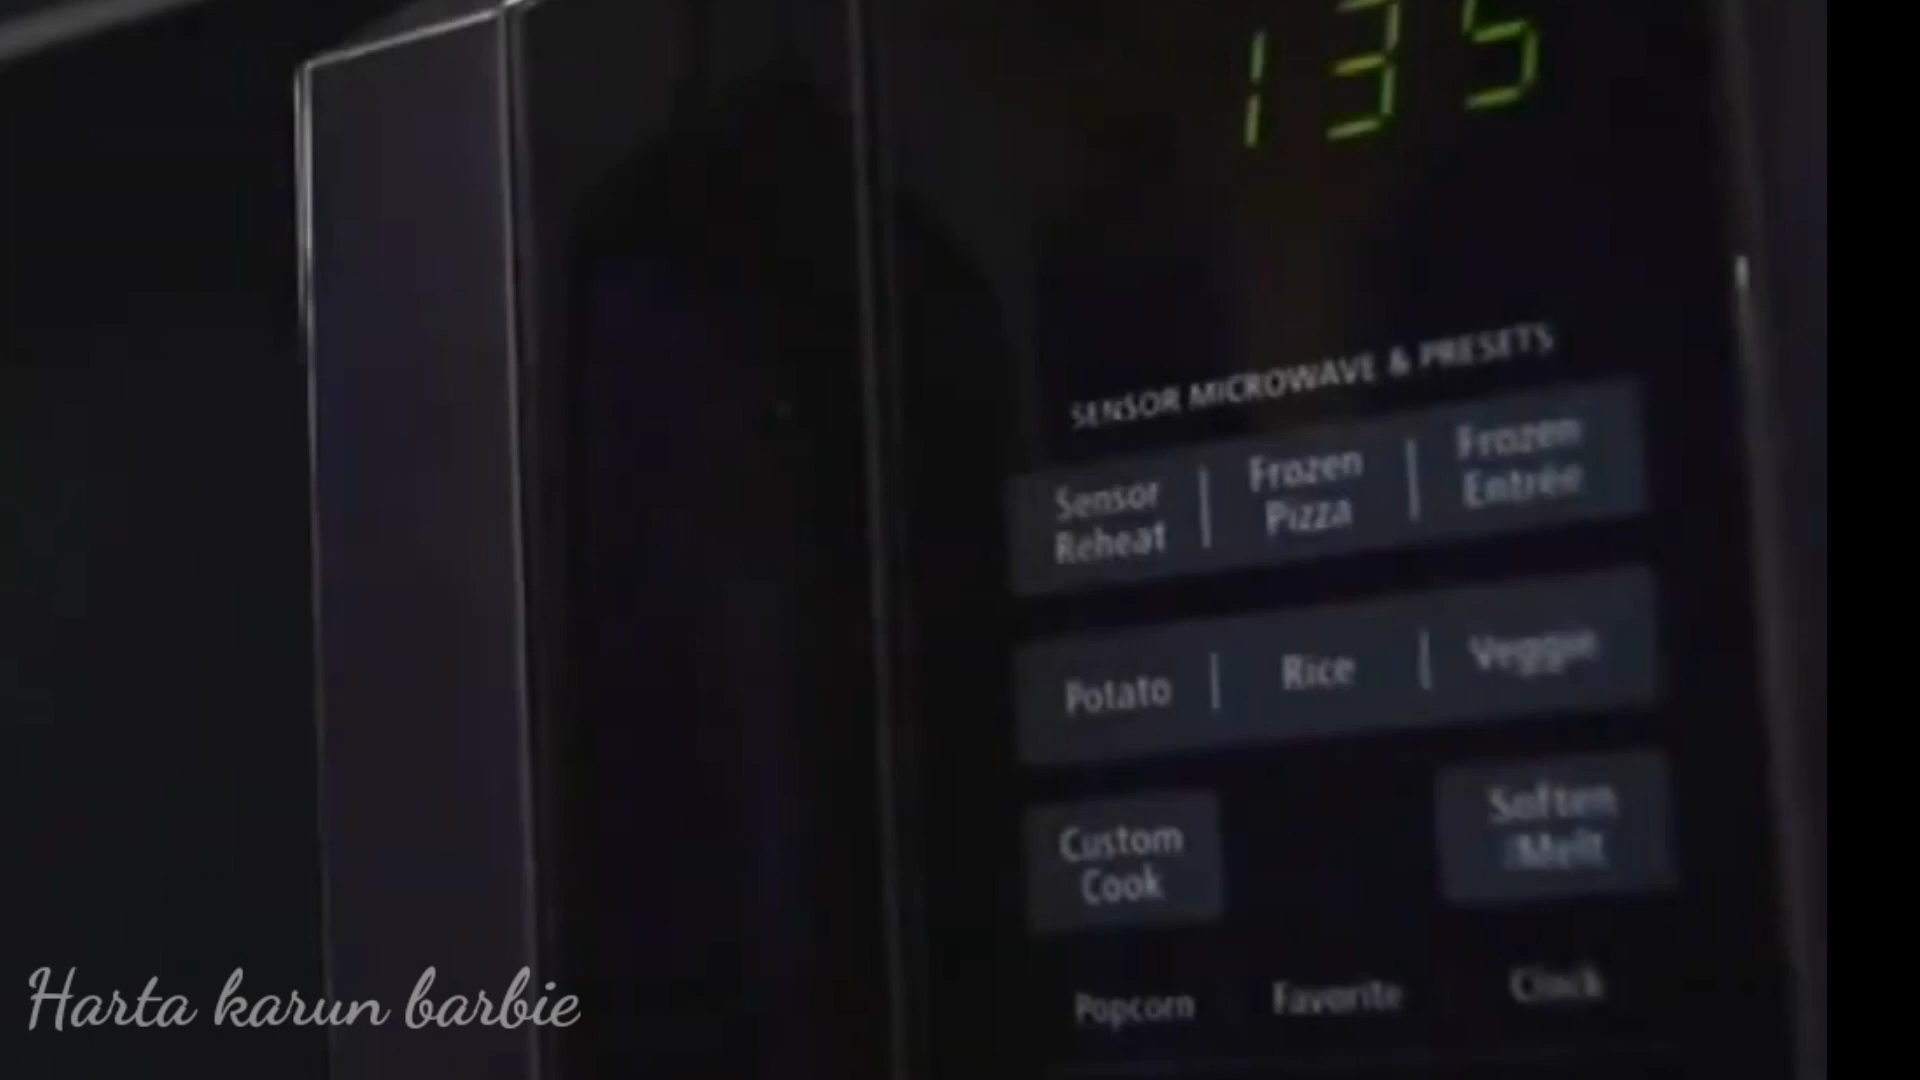 135
SENSOR MICROWAVE & PRESETS
Sensor
Reheat
Frozen
Pizza
Frozen
Entrée
Potato
Rice
Veggie
Custom
Cook
Soften
Melt
Popcorn
Favorite
Clock
Harta karun barbie